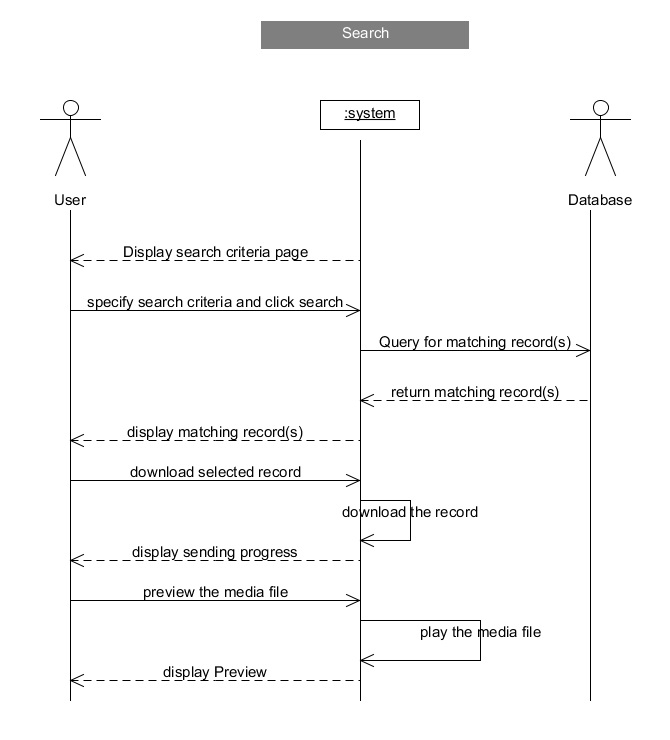 Search
:system
User
Database
Display search criteria page
specify search criteria and click search
Query for matching record(s)
return matching record(s)
display matching record(s)
download selected record
download the record
display sending progress
preview the media file
play the media file
display Preview